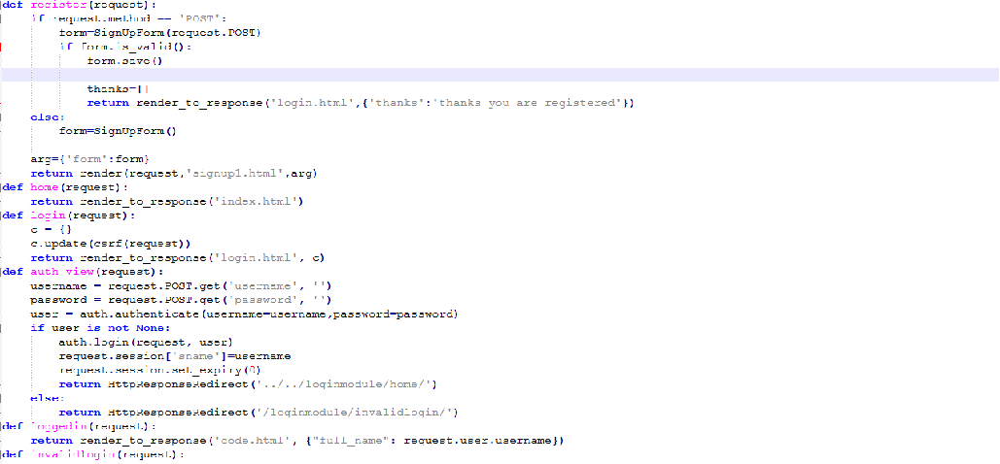 def register(request):
    if request.method == 'POST':
        form=SignUpForm(request.POST)
        if form.is_valid():
            form.save()
            thanks=[]
            return render_to_response('login.html',{'thanks':'thanks you are registered'})
    else:
        form=SignUpForm()
    arg={'form':form}
    return render(request,'signup1.html',arg)
def home(request):
    return render_to_response('index.html')
def login(request):
    c = {}
    c.update(csrf(request))
    return render_to_response('login.html', c)
def auth_view(request):
    username = request.POST.get('username', '')
    password = request.POST.get('password', '')
    user = auth.authenticate(username=username,password=password)
    if user is not None:
        auth.login(request, user)
        request.session['sname']=username
        request.session.set_expiry(0)
        return HttpResponseRedirect('../../loginmodule/home/')
    else:
        return HttpResponseRedirect('/loginmodule/invalidlogin/')
def loggedin(request):
    return render_to_response('code.html', {"full_name": request.user.username})
def invalidlogin(request):